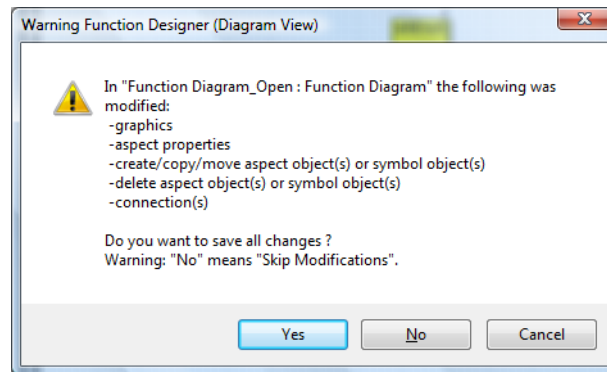 Warning Function Designer (Diagram View)
In "Function Diagram_Open : Function Diagram" the following was
modified:
-graphics
-aspect properties
-create/copy/move aspect object(s) or symbol object(s)
-delete aspect object(s) or symbol object(s)
-connection(s)
Do you want to save all changes ?
Warning: "No" means "Skip Modifications".
Yes
No
Cancel